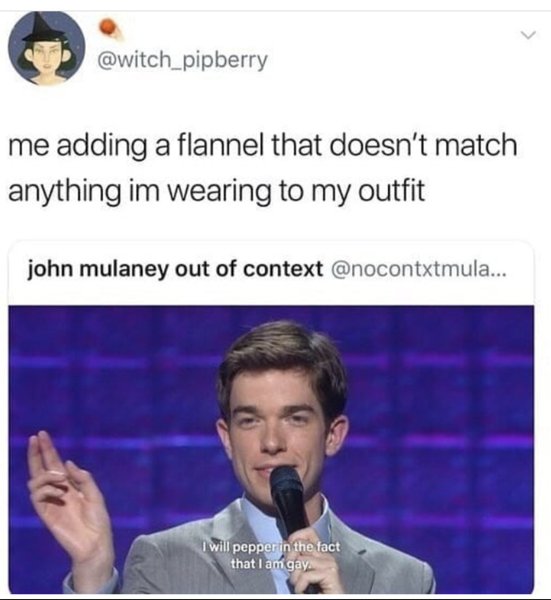 @witch_pipberry
me adding a flannel that doesn't match
anything im wearing to my outfit
john mulaney out of context @nocontxtmula...
I will pepper in the fact
that I am gay.